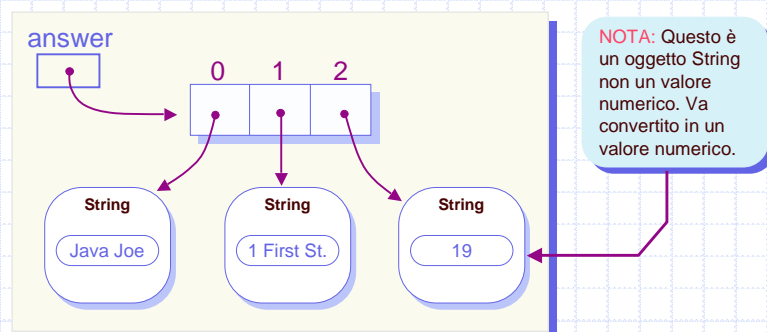 answer
0 1 2
String String String
Java Joe 1 First St. 19
NOTA: Questo è
un oggetto String
non un valore
numerico. Va
convertito in un
valore numerico.